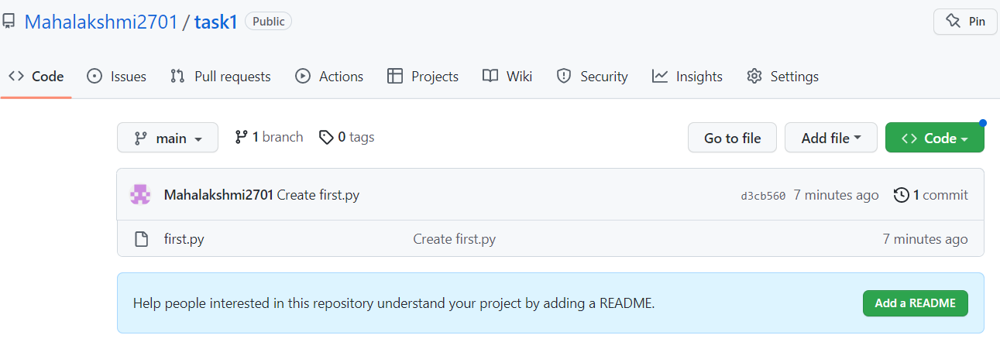 Mahalakshmi2701 / task1 Public Pin
Code Issues Pull requests Actions Projects Wiki Security Insights Settings
main 1 branch 0 tags Go to file Add file Code
Mahalakshmi2701 Create first.py d3cb560 7 minutes ago 1 commit
first.py Create first.py 7 minutes ago
Help people interested in this repository understand your project by adding a README. Add a README